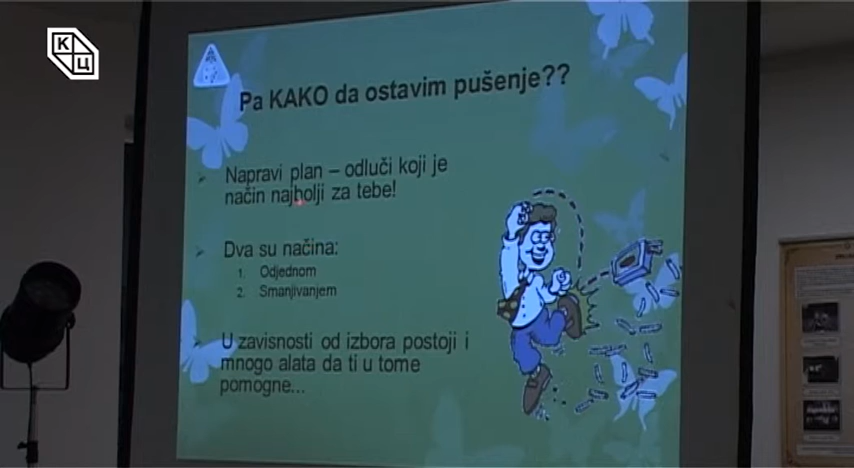 К
Ц
Pa KAKO da ostavim pušenje??
Napravi plan – odluči koji je
način najbolji za tebe!
Dva su načina:
1. Odjednom
2. Smanjivanjem
U zavisnosti od izbora postoji i
mnogo alata da ti u tome
pomogne...